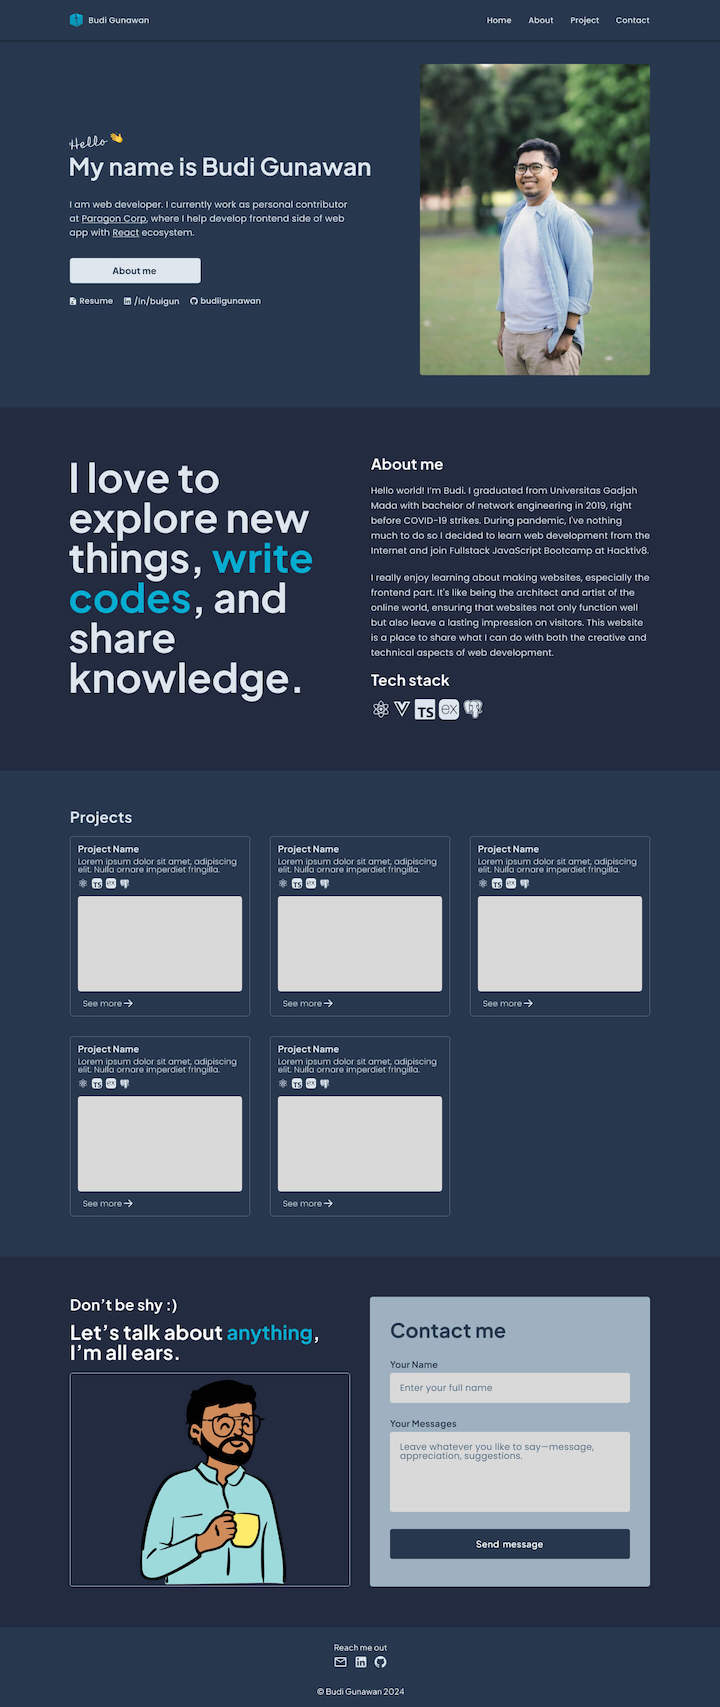 Budi Gunawan
Home About Project Contact
Hello 👋
My name is Budi Gunawan
I am web developer. I currently work as personal contributor
at Paragon Corp, where I help develop frontend side of web
app with React ecosystem.
About me
Resume /in/buigun budiigunawan
I love to
explore new
things, write
codes, and
share
knowledge.
About me
Hello world! I'm Budi. I graduated from Universitas Gadjah
Mada with bachelor of network engineering in 2019, right
before COVID-19 strikes. During pandemic, I've nothing
much to do so I decided to learn web development from the
Internet and join Fullstack JavaScript Bootcamp at Hacktiv8.
I really enjoy learning about making websites, especially the
frontend part. It's like being the architect and artist of the
online world, ensuring that websites not only function well
but also leave a lasting impression on visitors. This website
is a place to share what I can do with both the creative and
technical aspects of web development.
Tech stack
TS ex
Projects
Project Name
Lorem ipsum dolor sit amet, adipiscing
elit. Nulla ornare imperdiet fringilla.
TS ex
See more →
Project Name
Lorem ipsum dolor sit amet, adipiscing
elit. Nulla ornare imperdiet fringilla.
TS ex
See more →
Project Name
Lorem ipsum dolor sit amet, adipiscing
elit. Nulla ornare imperdiet fringilla.
TS ex
See more →
Project Name
Lorem ipsum dolor sit amet, adipiscing
elit. Nulla ornare imperdiet fringilla.
TS ex
See more →
Project Name
Lorem ipsum dolor sit amet, adipiscing
elit. Nulla ornare imperdiet fringilla.
TS ex
See more →
Don't be shy :)
Let's talk about anything,
I'm all ears.
Contact me
Your Name
Enter your full name
Your Messages
Leave whatever you like to say—message,
appreciation, suggestions.
Send message
Reach me out
in
© Budi Gunawan 2024